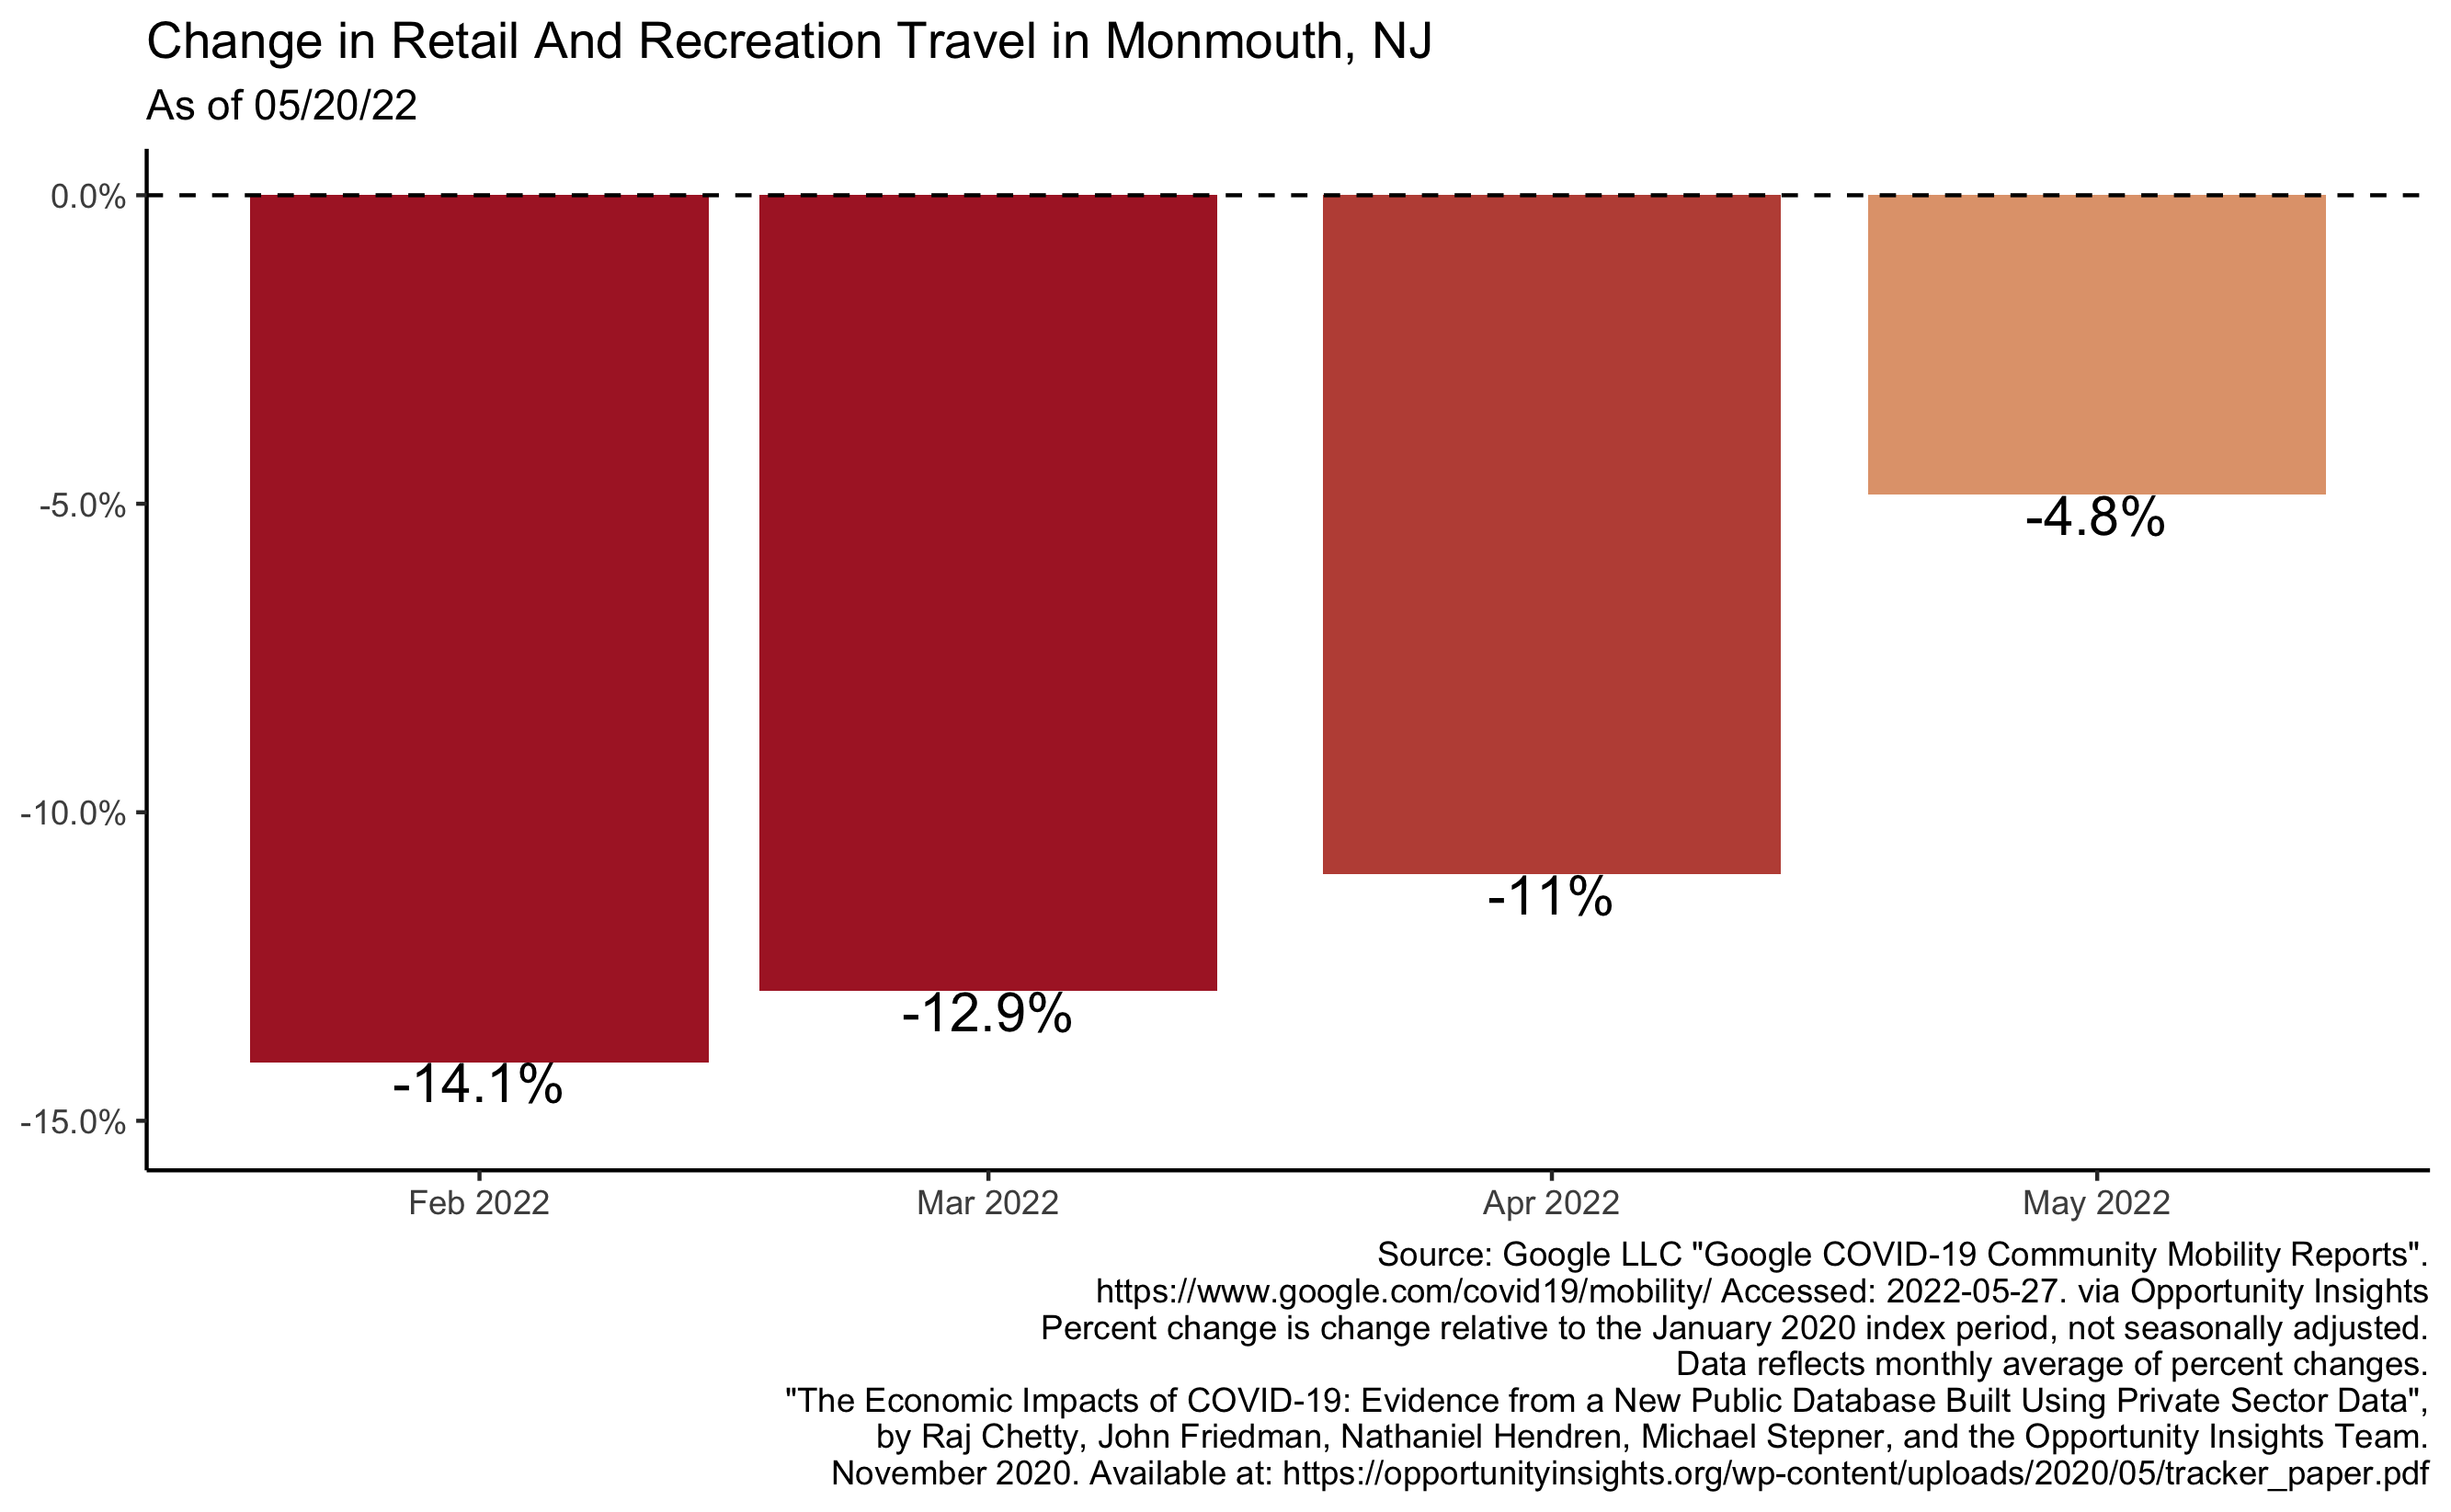 Change in Retail And Recreation Travel in Monmouth, NJ
As of 05/20/22
0.0%
-5.0%
-10.0%
-15.0%
-14.1%
-12.9%
-11%
-4.8%
Feb 2022
Mar 2022
Apr 2022
May 2022
Source: Google LLC "Google COVID-19 Community Mobility Reports".
https://www.google.com/covid19/mobility/ Accessed: 2022-05-27. via Opportunity Insights
Percent change is change relative to the January 2020 index period, not seasonally adjusted.
Data reflects monthly average of percent changes.
"The Economic Impacts of COVID-19: Evidence from a New Public Database Built Using Private Sector Data",
by Raj Chetty, John Friedman, Nathaniel Hendren, Michael Stepner, and the Opportunity Insights Team.
November 2020. Available at: https://opportunityinsights.org/wp-content/uploads/2020/05/tracker_paper.pdf